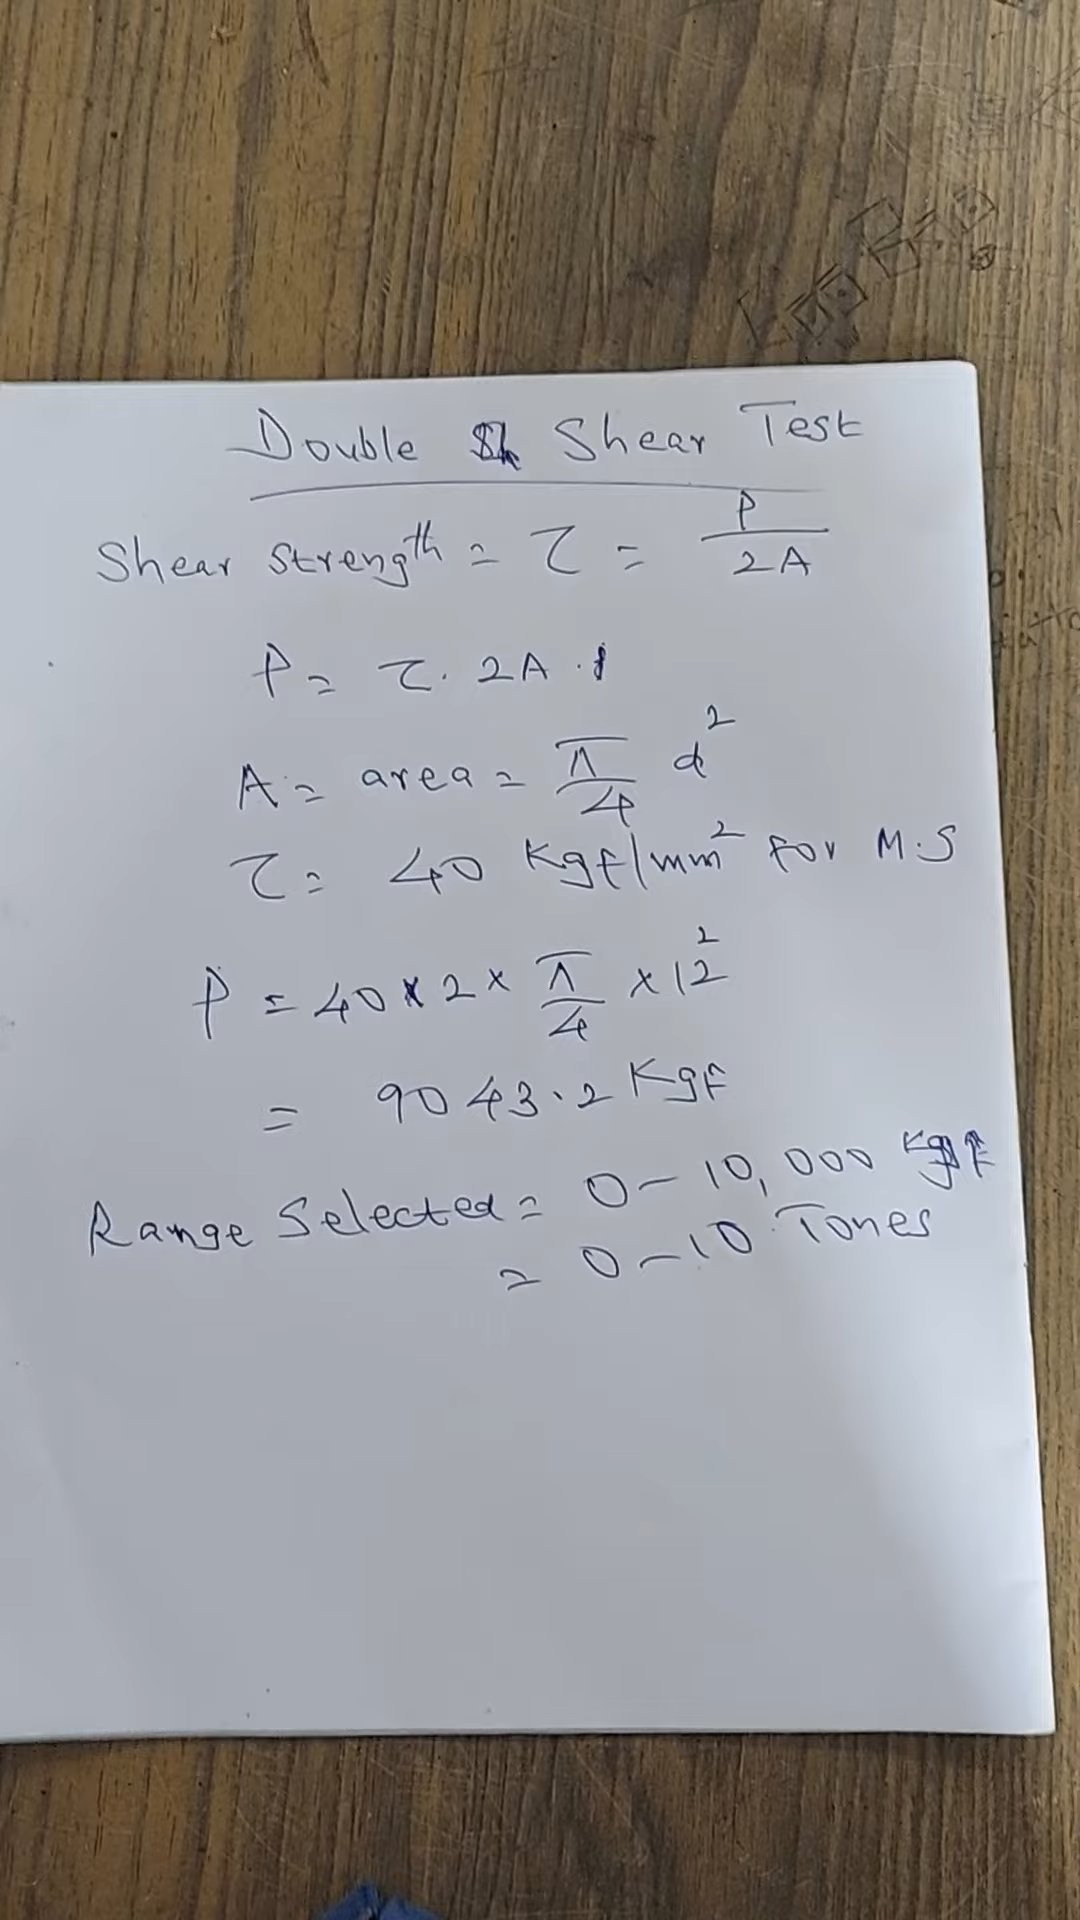 Double Shear Test
Shear Strength = τ = P/2A
P = τ. 2A .
A = area = π/4 d²
τ = 40 Kgf/mm² for M.S
P = 40 x 2 x π/4 x 12²
= 9043.2 Kgf
Range Selected = 0 - 10,000 Kgf
= 0 - 10 Tones